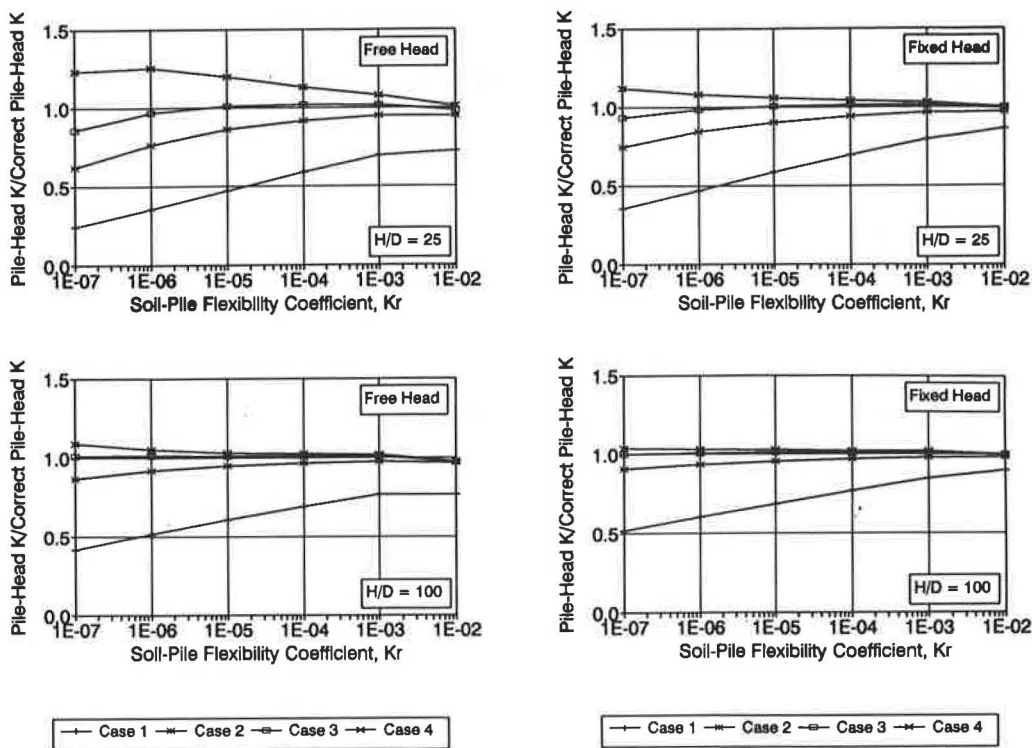 Pile-Head K/Correct Pile-Head K
1.5
1.0
0.5
0.0
Free Head
H/D = 25
1E-07 1E-06 1E-05 1E-04 1E-03 1E-02
Soil-Pile Flexibility Coefficient, Kr
Pile-Head K/Correct Pile-Head K
1.5
1.0
0.5
0.0
Fixed Head
H/D = 25
1E-07 1E-06 1E-05 1E-04 1E-03 1E-02
Soil-Pile Flexibility Coefficient, Kr
Pile-Head K/Correct Pile-Head K
1.5
1.0
0.5
0.0
Free Head
H/D = 100
1E-07 1E-06 1E-05 1E-04 1E-03 1E-02
Soil-Pile Flexibility Coefficient, Kr
Pile-Head K/Correct Pile-Head K
1.5
1.0
0.5
0.0
Fixed Head
H/D = 100
1E-07 1E-06 1E-05 1E-04 1E-03 1E-02
Soil-Pile Flexibility Coefficient, Kr
Case 1 Case 2 Case 3 Case 4
Case 1 Case 2 Case 3 Case 4